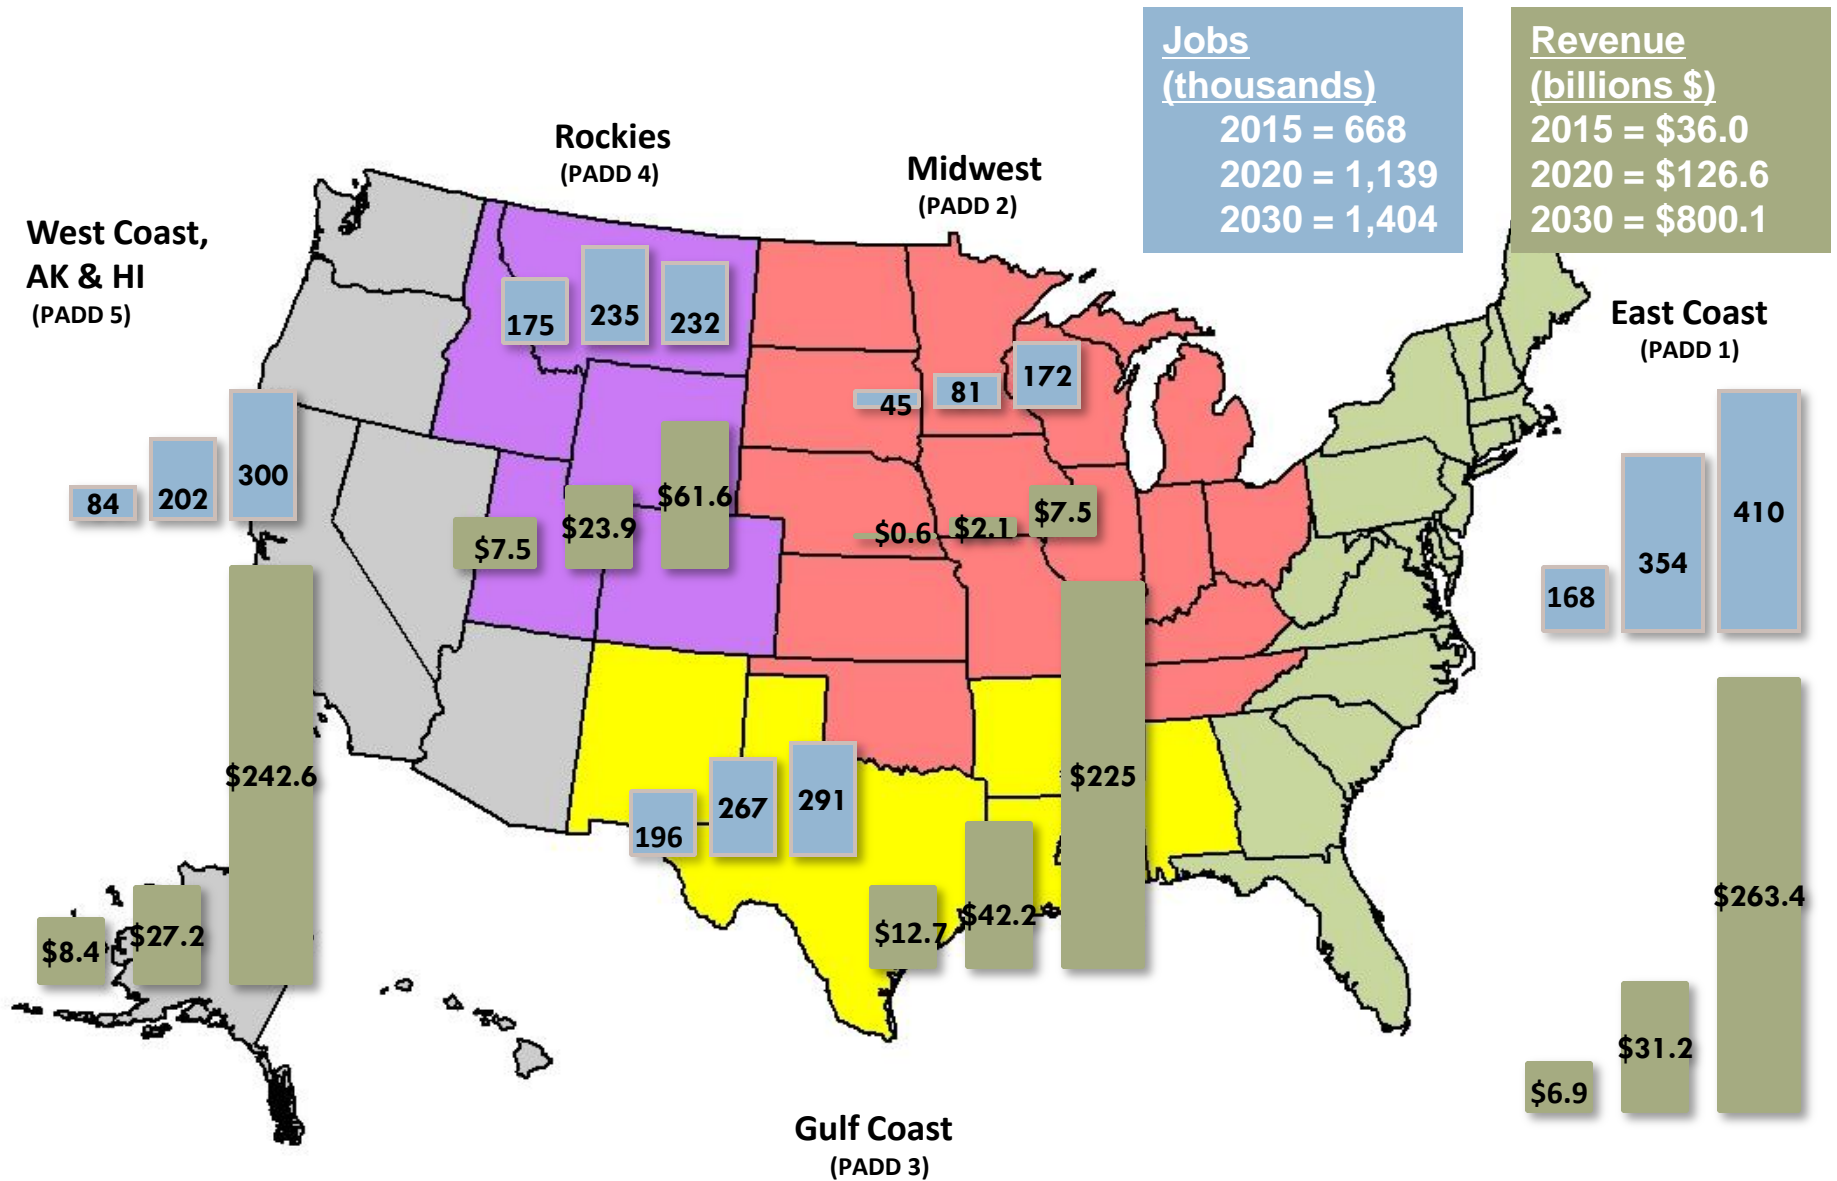 Jobs
(thousands)
2015 = 668
2020 = 1,139
2030 = 1,404
Revenue
(billions $)
2015 = $36.0
2020 = $126.6
2030 = $800.1
Rockies
(PADD 4)
Midwest
(PADD 2)
West Coast,
AK & HI
(PADD 5)
East Coast
(PADD 1)
175
235
232
45
81
172
84
202
300
$7.5
$23.9
$61.6
$0.6
$2.1
$7.5
168
354
410
$242.6
$8.4
$27.2
196
267
291
$12.7
$42.2
$225
$6.9
$31.2
$263.4
Gulf Coast
(PADD 3)